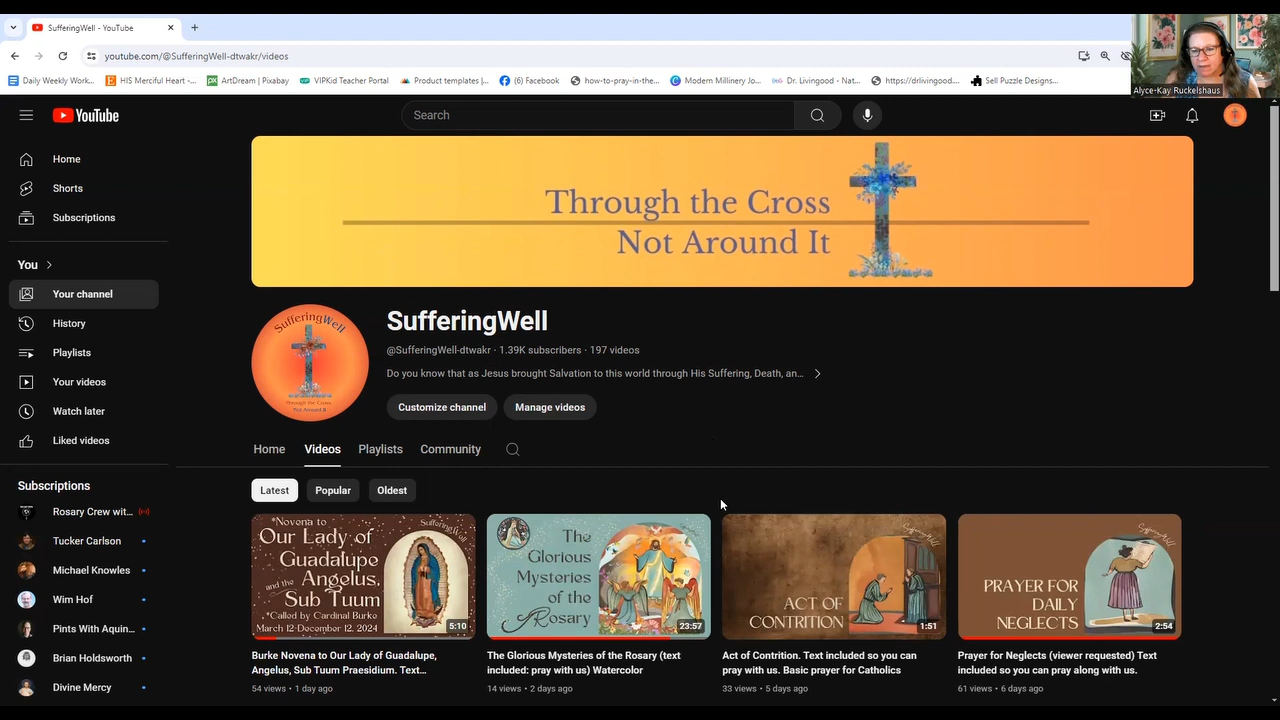 SufferingWell - YouTube
youtube.com/@SufferingWell-dtwakr/videos
Daily Weekly Work...
HIS Merciful Heart -...
ArtDream | Pixabay
VIPKid Teacher Portal
Product templates |...
(6) Facebook
how-to-pray-in-the...
Modern Millinery Jo...
Dr. Livingood - Nat...
https://drlivingood....
Sell Puzzle Designs...
Alyce-Kay Ruckelshaus
YouTube
Search
Home
Shorts
Subscriptions
You
Your channel
History
Playlists
Your videos
Watch later
Liked videos
Subscriptions
Rosary Crew wit...
Tucker Carlson
Michael Knowles
Wim Hof
Pints With Aquin...
Brian Holdsworth
Divine Mercy
Through the Cross
Not Around It
SufferingWell
Through the Cross
Not Around It
SufferingWell
@SufferingWell-dtwakr · 1.39K subscribers · 197 videos
Do you know that as Jesus brought Salvation to this world through His Suffering, Death, an...
Customize channel
Manage videos
Home
Videos
Playlists
Community
Latest
Popular
Oldest
*Novena to
Our Lady of
Guadalupe
and the Angelus,
Sub Tuum
*Called by Cardinal Burke
March 12-December 12, 2024
SufferingWell
5:10
Burke Novena to Our Lady of Guadalupe,
Angelus, Sub Tuum Praesidium. Text...
54 views · 1 day ago
The
Glorious
Mysteries
of the
Rosary
SufferingWell
23:57
The Glorious Mysteries of the Rosary (text
included: pray with us) Watercolor
14 views · 2 days ago
ACT OF
CONTRITION
SufferingWell
1:51
Act of Contrition. Text included so you can
pray with us. Basic prayer for Catholics
33 views · 5 days ago
PRAYER FOR
DAILY
NEGLECTS
SufferingWell
2:54
Prayer for Neglects (viewer requested) Text
included so you can pray along with us.
61 views · 6 days ago